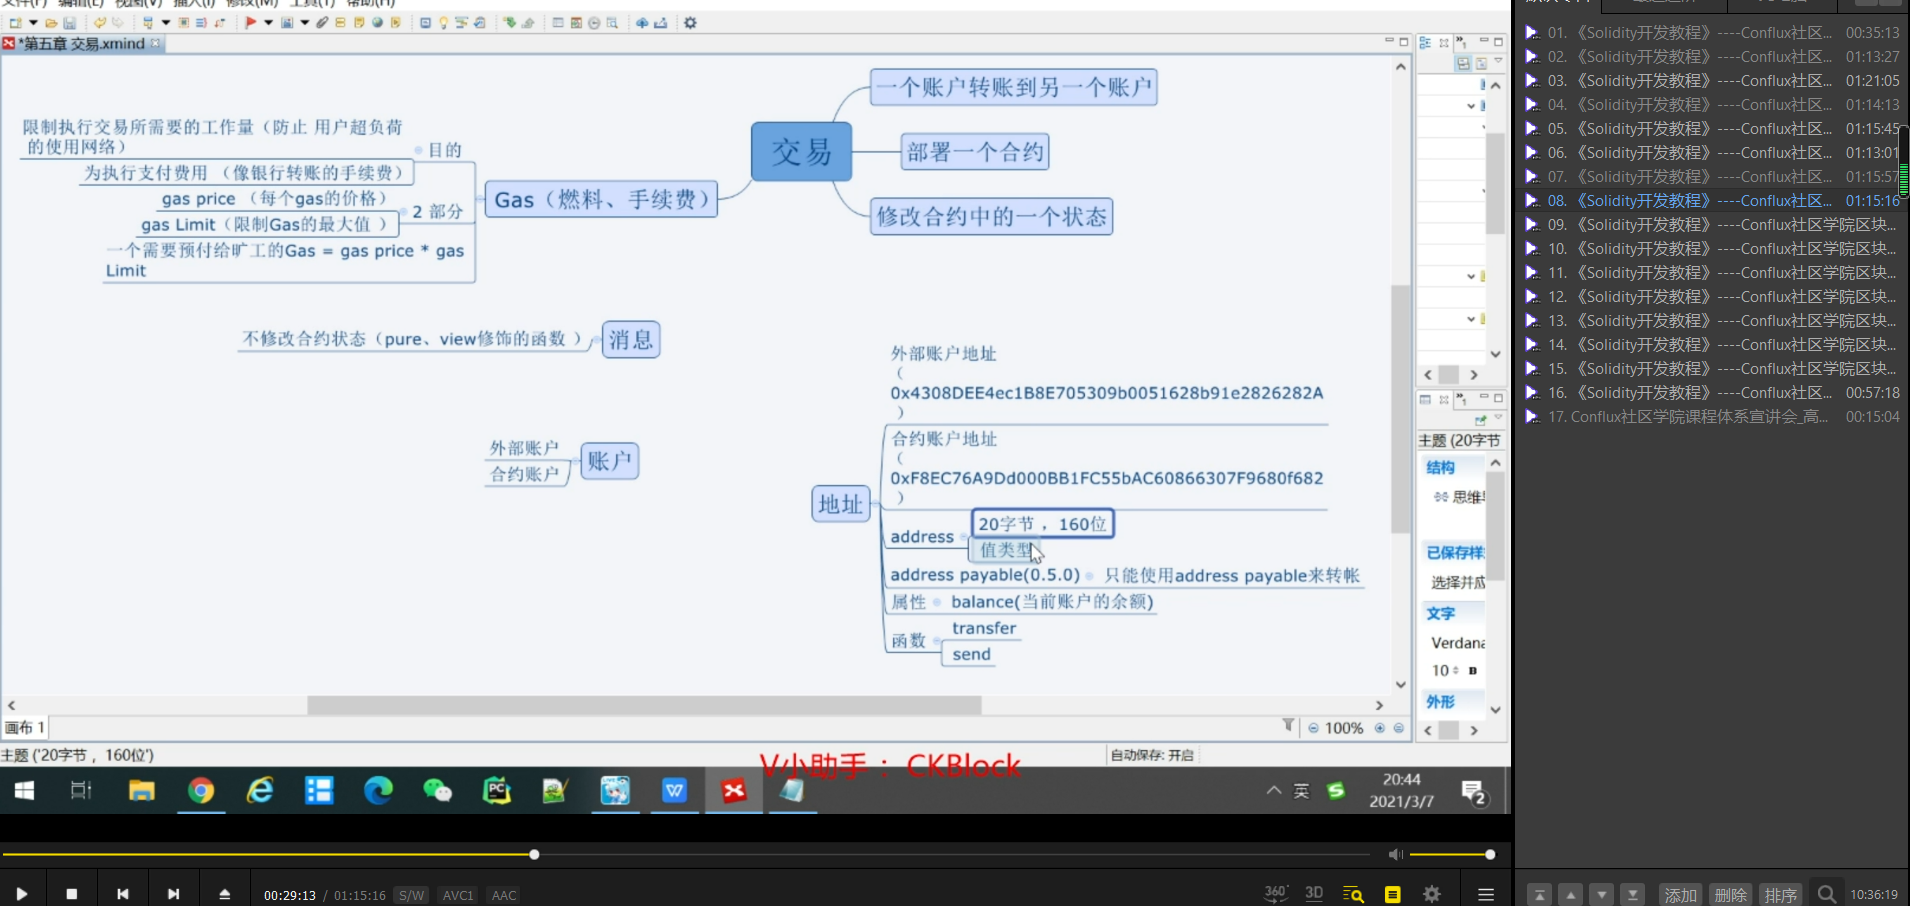 文件(F) 编辑(E) 视图(V) 插入(I) 修改(M) 工具(T) 帮助(H)
*第五章 交易.xmind
一个账户转账到另一个账户
交易
部署一个合约
修改合约中的一个状态
Gas（燃料、手续费）
目的
限制执行交易所需要的工作量（防止 用户超负荷
的使用网络）
为执行支付费用 （像银行转账的手续费）
2 部分
gas price （每个gas的价格）
gas Limit（限制Gas的最大值 ）
一个需要预付给旷工的Gas = gas price * gas
Limit
不修改合约状态（pure、view修饰的函数 ）
消息
外部账户
合约账户
账户
地址
外部账户地址
（
0x4308DEE4ec1B8E705309b0051628b91e2826282A
）
合约账户地址
（
0xF8EC76A9Dd000BB1FC55bAC60866307F9680f682
）
address
20字节 ，160位
值类型
address payable(0.5.0)
只能使用address payable来转帐
属性
balance(当前账户的余额)
函数
transfer
send
主题 (20字节
结构
思维
已保存样
选择并应
文字
Verdana
10
B
外形
画布 1
100%
主题 ('20字节 ，160位')
自动保存: 开启
V小助手： CKBlock
英
20:44
2021/3/7
2
00:29:13 / 01:15:16 S/W AVC1 AAC
360°
3D
01. 《Solidity开发教程》----Conflux社区... 00:35:13
02. 《Solidity开发教程》----Conflux社区... 01:13:27
03. 《Solidity开发教程》----Conflux社区... 01:21:05
04. 《Solidity开发教程》----Conflux社区... 01:14:13
05. 《Solidity开发教程》----Conflux社区... 01:15:45
06. 《Solidity开发教程》----Conflux社区... 01:13:01
07. 《Solidity开发教程》----Conflux社区... 01:15:57
08. 《Solidity开发教程》----Conflux社区... 01:15:16
09. 《Solidity开发教程》----Conflux社区学院区块...
10. 《Solidity开发教程》----Conflux社区学院区块...
11. 《Solidity开发教程》----Conflux社区学院区块...
12. 《Solidity开发教程》----Conflux社区学院区块...
13. 《Solidity开发教程》----Conflux社区学院区块...
14. 《Solidity开发教程》----Conflux社区学院区块...
15. 《Solidity开发教程》----Conflux社区学院区块...
16. 《Solidity开发教程》----Conflux社区... 00:57:18
17. Conflux社区学院课程体系宣讲会_高... 00:15:04
添加 删除 排序
10:36:19